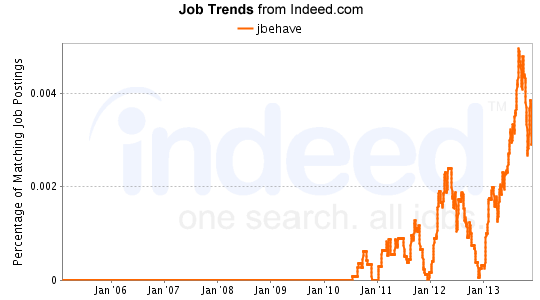 Job Trends from Indeed.com
jbehave
Percentage of Matching Job Postings
0.004
0.002
0
indeed™
one search. all jobs.
Jan '06 Jan '07 Jan '08 Jan '09 Jan '10 Jan '11 Jan '12 Jan '13